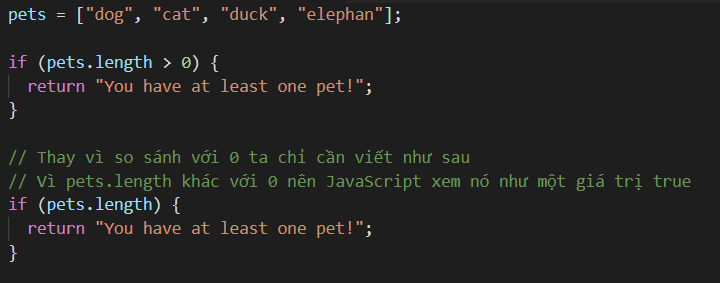 pets = ["dog", "cat", "duck", "elephan"];
if (pets.length > 0) {
return "You have at least one pet!";
}
// Thay vì so sánh với 0 ta chỉ cần viết như sau
// Vì pets.length khác với 0 nên JavaScript xem nó như một giá trị true
if (pets.length) {
return "You have at least one pet!";
}